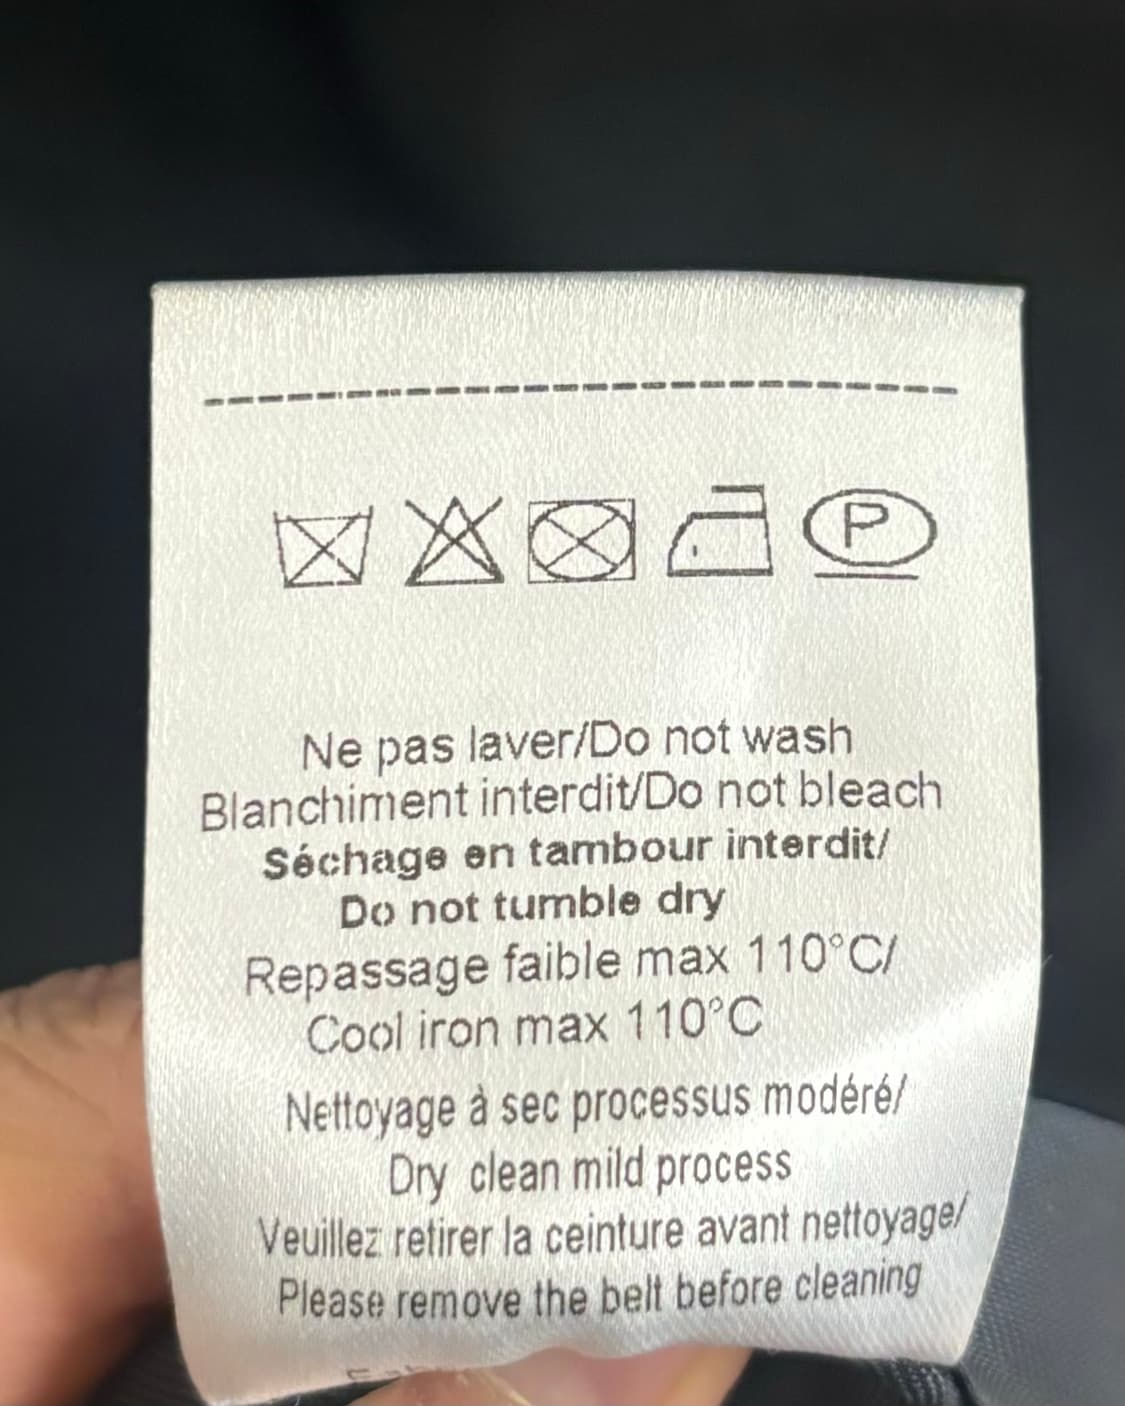 P
Ne pas laver/Do not wash
Blanchiment interdit/Do not bleach
Séchage en tambour interdit/
Do not tumble dry
Repassage faible max 110°C/
Cool iron max 110°C
Nettoyage à sec processus modéré/
Dry clean mild process
Veuillez retirer la ceinture avant nettoyage/
Please remove the belt before cleaning